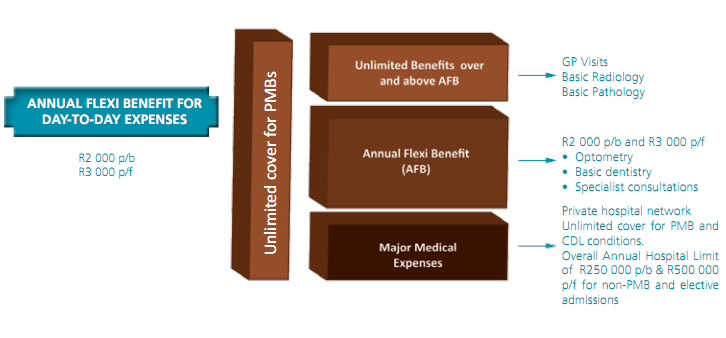 ANNUAL FLEXI BENEFIT FOR
DAY-TO-DAY EXPENSES
R2 000 p/b
R3 000 p/f
Unlimited cover for PMBs
Unlimited Benefits over
and above AFB
GP Visits
Basic Radiology
Basic Pathology
Annual Flexi Benefit
(AFB)
R2 000 p/b and R3 000 p/f
• Optometry
• Basic dentistry
• Specialist consultations
Major Medical
Expenses
Private hospital network
Unlimited cover for PMB and
CDL conditions.
Overall Annual Hospital Limit
of R250 000 p/b & R500 000
p/f for non-PMB and elective
admissions